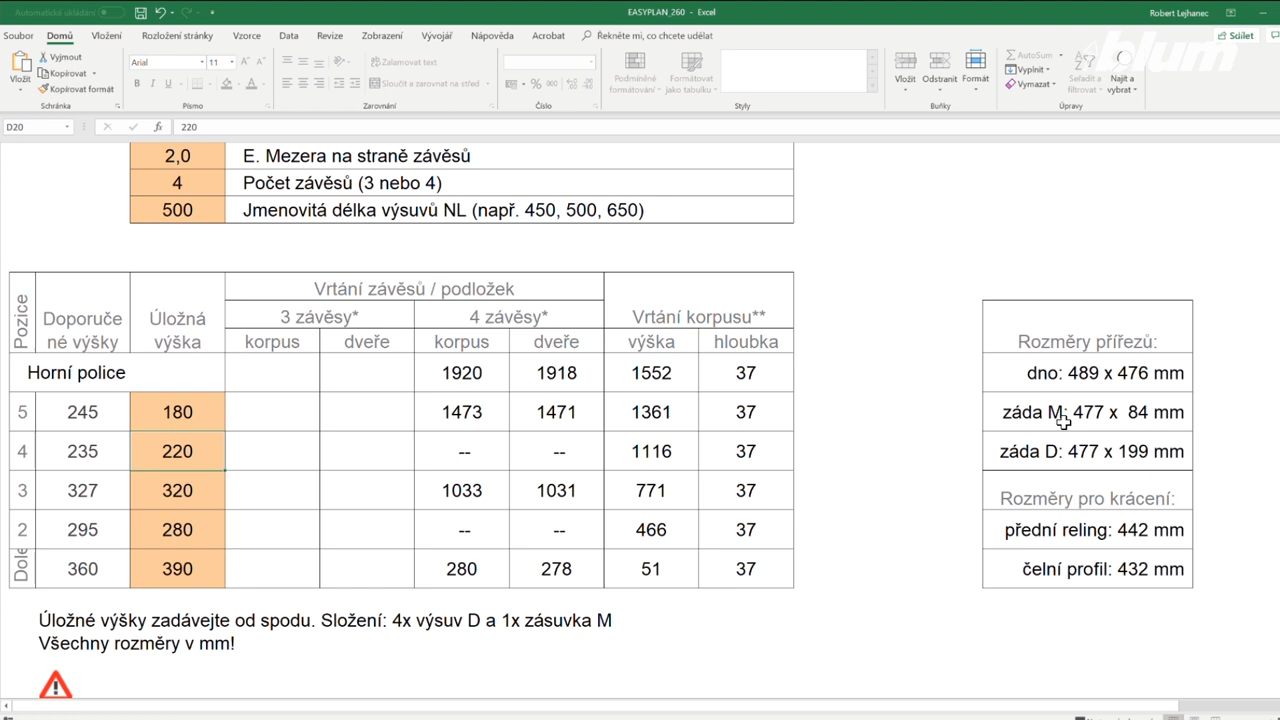 Automatické ukládání
EASYPLAN_260 - Excel
Robert Lejhanec
Soubor Domů Vložení Rozložení stránky Vzorce Data Revize Zobrazení Vývojář Nápověda Acrobat Řekněte mi, co chcete udělat Sdílet
blum
Vložit
Vyjmout
Kopírovat
Kopírovat formát
Schránka
Arial 11
B I U
Písmo
Zalamovat text
Sloučit a zarovnat na střed
Zarovnání
% 000
Číslo
Podmíněné formátování
Formátovat jako tabulku
Styly
Vložit Odstranit Formát
Buňky
AutoSum
Vyplnit
Vymazat
Seřadit a filtrovat
Najít a vybrat
Úpravy
D20 fx 220
2,0 E. Mezera na straně závěsů
4 Počet závěsů (3 nebo 4)
500 Jmenovitá délka výsuvů NL (např. 450, 500, 650)
Pozice
Doporuče
né výšky
Úložná
výška
Vrtání závěsů / podložek
3 závěsy* 4 závěsy* Vrtání korpusu**
korpus dveře korpus dveře výška hloubka
Horní police 1920 1918 1552 37
5 245 180 1473 1471 1361 37
4 235 220 -- -- 1116 37
3 327 320 1033 1031 771 37
2 295 280 -- -- 466 37
Dole 360 390 280 278 51 37
Rozměry přířezů:
dno: 489 x 476 mm
záda M: 477 x 84 mm
záda D: 477 x 199 mm
Rozměry pro krácení:
přední reling: 442 mm
čelní profil: 432 mm
Úložné výšky zadávejte od spodu. Složení: 4x výsuv D a 1x zásuvka M
Všechny rozměry v mm!